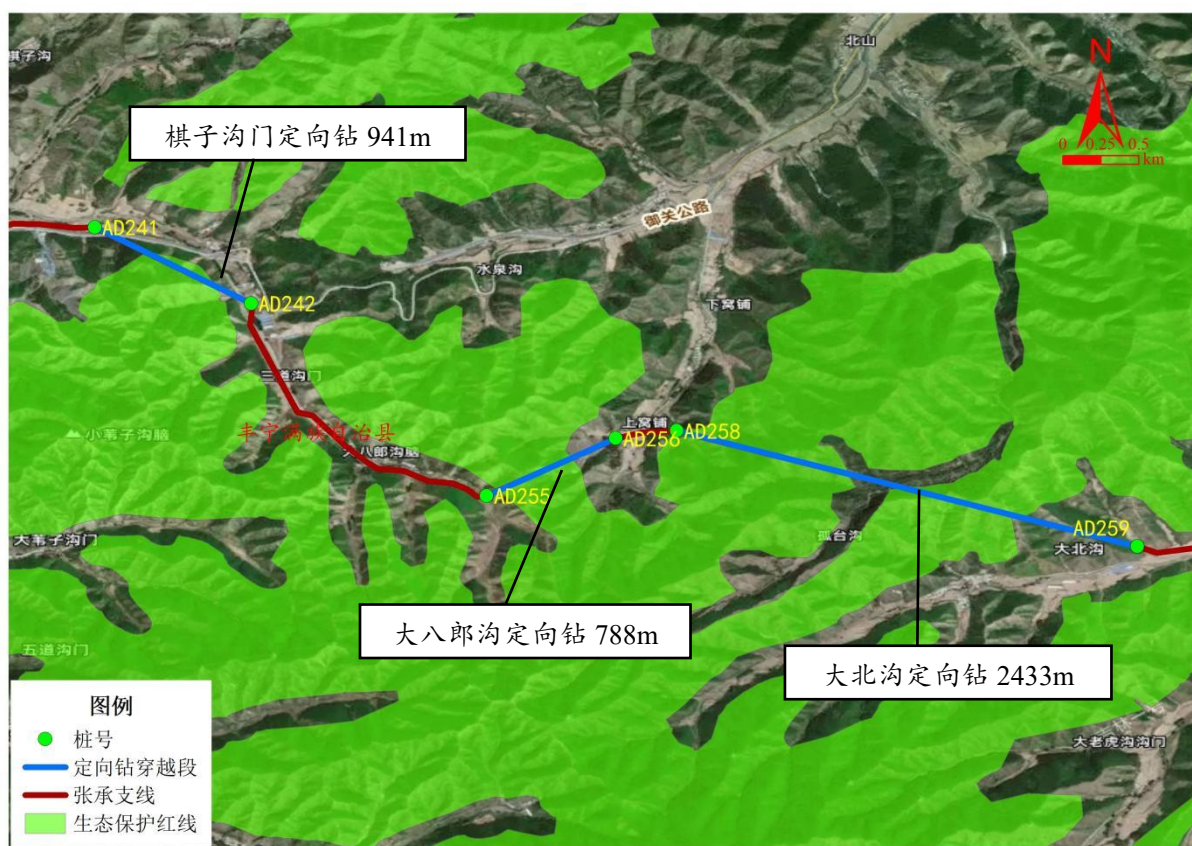 棋子沟
北山
N
0 0.25 0.5
km
棋子沟门定向钻 941m
御关公路
AD241
水泉沟
AD242
下窝铺
三道沟门
上窝铺
AD258
小苇子沟脑
丰宁满族自治县
AD256
大八郎沟脑
AD255
AD259
大苇子沟门
孤台沟
大北沟
大八郎沟定向钻 788m
五道沟门
大北沟定向钻 2433m
图例
桩号
定向钻穿越段
张承支线
生态保护红线
大老虎沟沟门